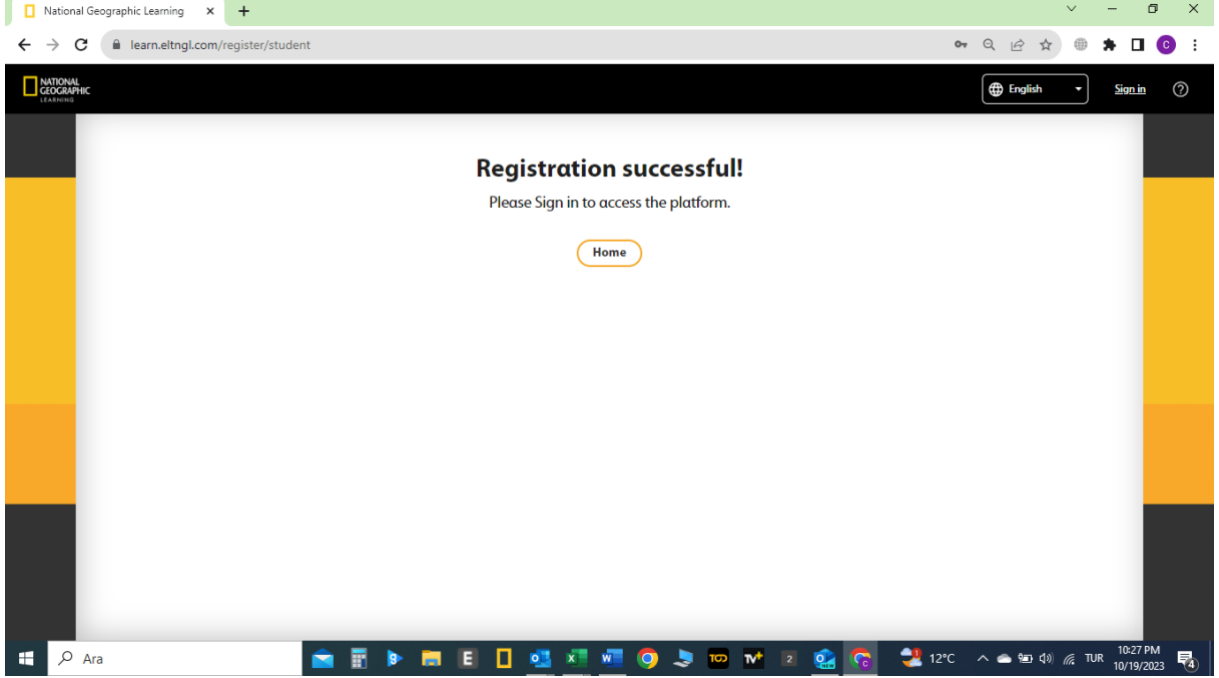 National Geographic Learning
learn.eltngl.com/register/student
C
NATIONAL
GEOGRAPHIC
LEARNING
English
Sign in
Registration successful!
Please Sign in to access the platform.
Home
Ara
12°C
TUR
10:27 PM
10/19/2023
4